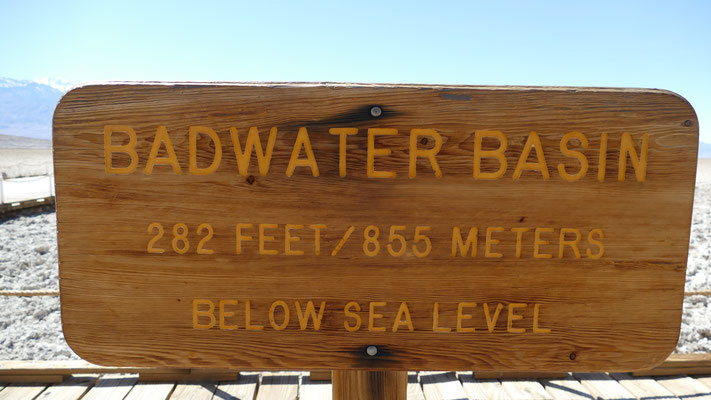 BADWATER BASIN
282 FEET/855 METERS
BELOW SEA LEVEL